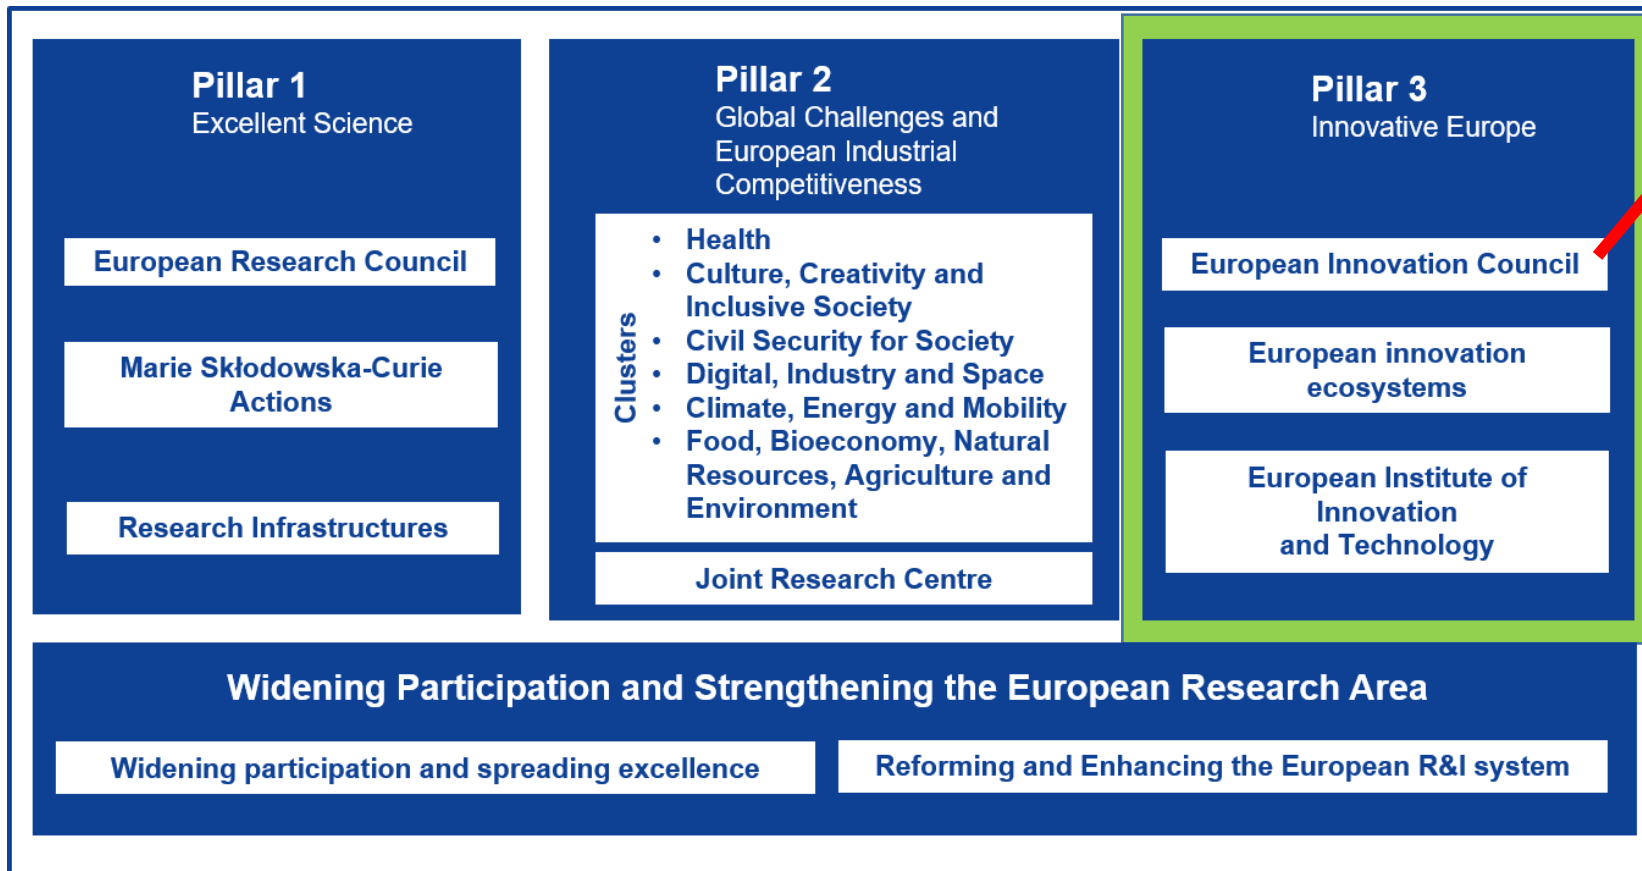 Pillar 1
Excellent Science
European Research Council
Marie Skłodowska-Curie
Actions
Research Infrastructures
Pillar 2
Global Challenges and
European Industrial
Competitiveness
Clusters
• Health
• Culture, Creativity and
Inclusive Society
• Civil Security for Society
• Digital, Industry and Space
• Climate, Energy and Mobility
• Food, Bioeconomy, Natural
Resources, Agriculture and
Environment
Joint Research Centre
Pillar 3
Innovative Europe
European Innovation Council
European innovation
ecosystems
European Institute of
Innovation
and Technology
Widening Participation and Strengthening the European Research Area
Widening participation and spreading excellence
Reforming and Enhancing the European R&I system